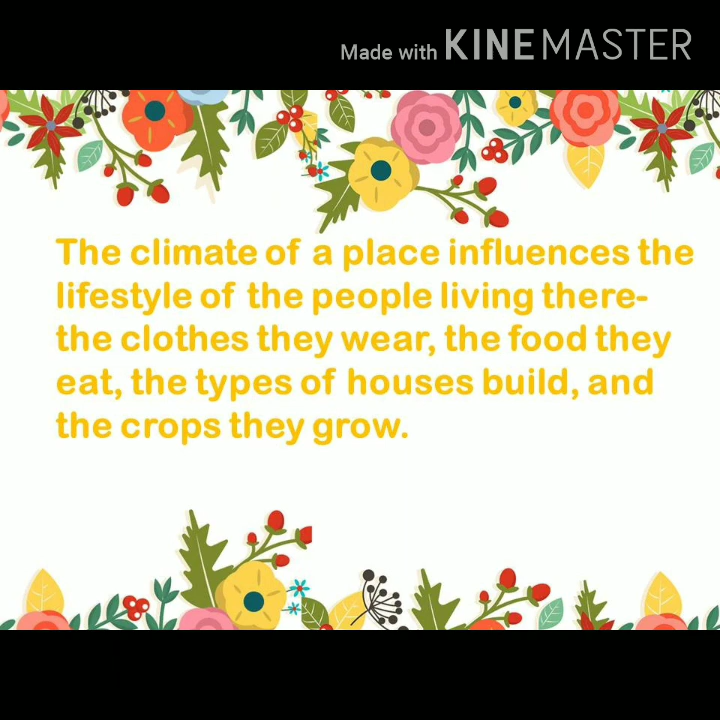 Made with KINEMASTER
The climate of a place influences the
lifestyle of the people living there-
the clothes they wear, the food they
eat, the types of houses build, and
the crops they grow.